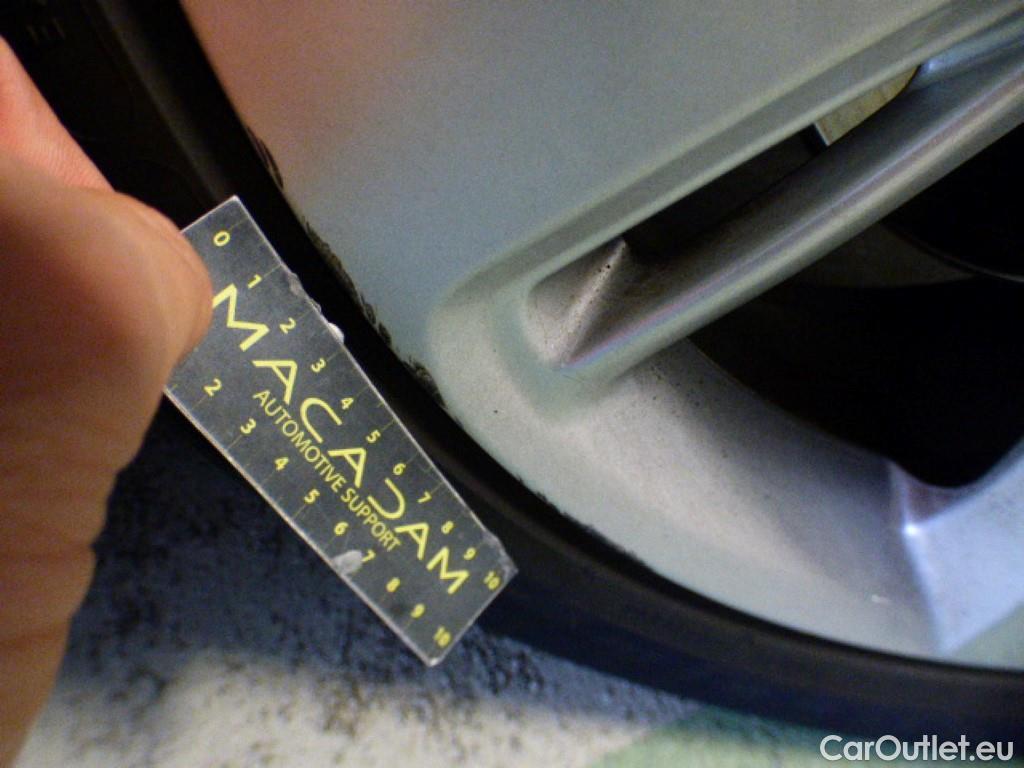 0 1 2 3 4 5 6 7 8 9 10
MACADAM
AUTOMOTIVE SUPPORT
2 3 4 5 6 7 8 9 10
CarOutlet.eu